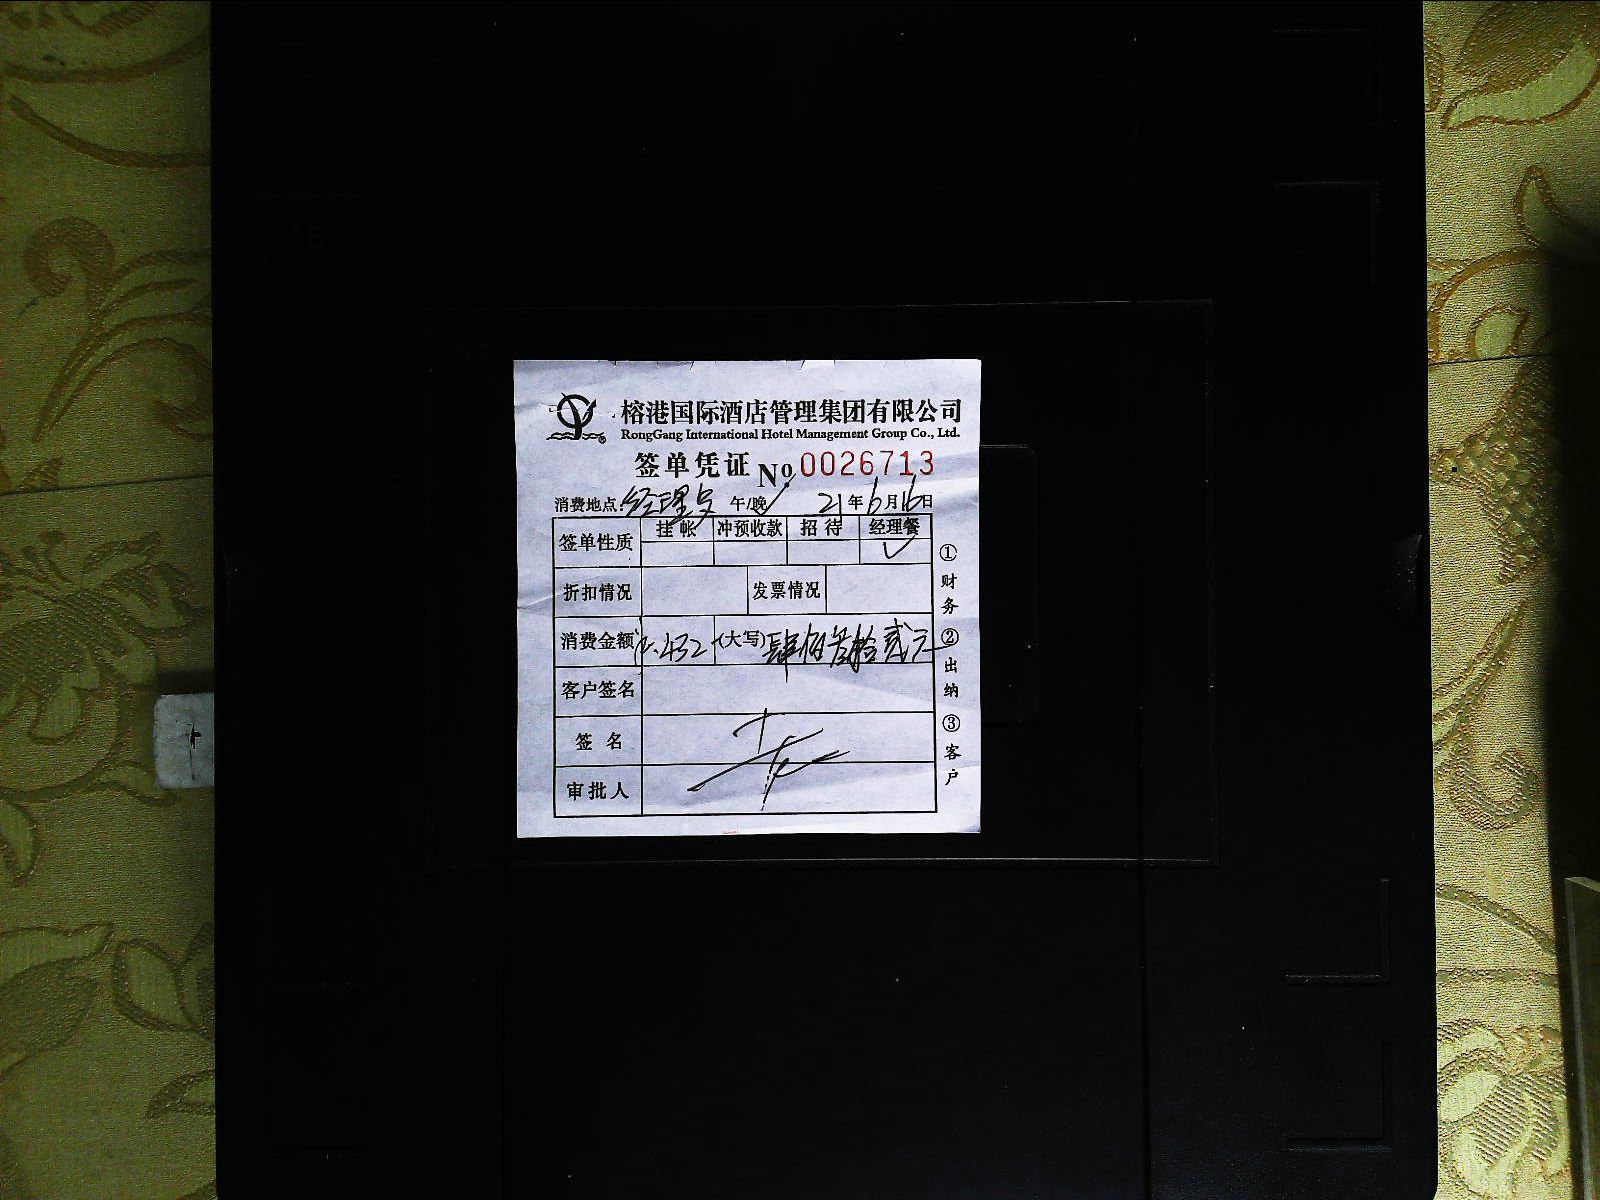 榕港国际酒店管理集团有限公司
RongGang International Hotel Management Group Co., Ltd.
签单凭证 № 0026713
消费地点: 经理 午/晚 21年6月16日
签单性质 挂帐 冲预收款 招待 经理餐
折扣情况 发票情况
消费金额 432 (大写) 肆佰叁拾贰元
客户签名
签名
审批人
①财务
②出纳
③客户